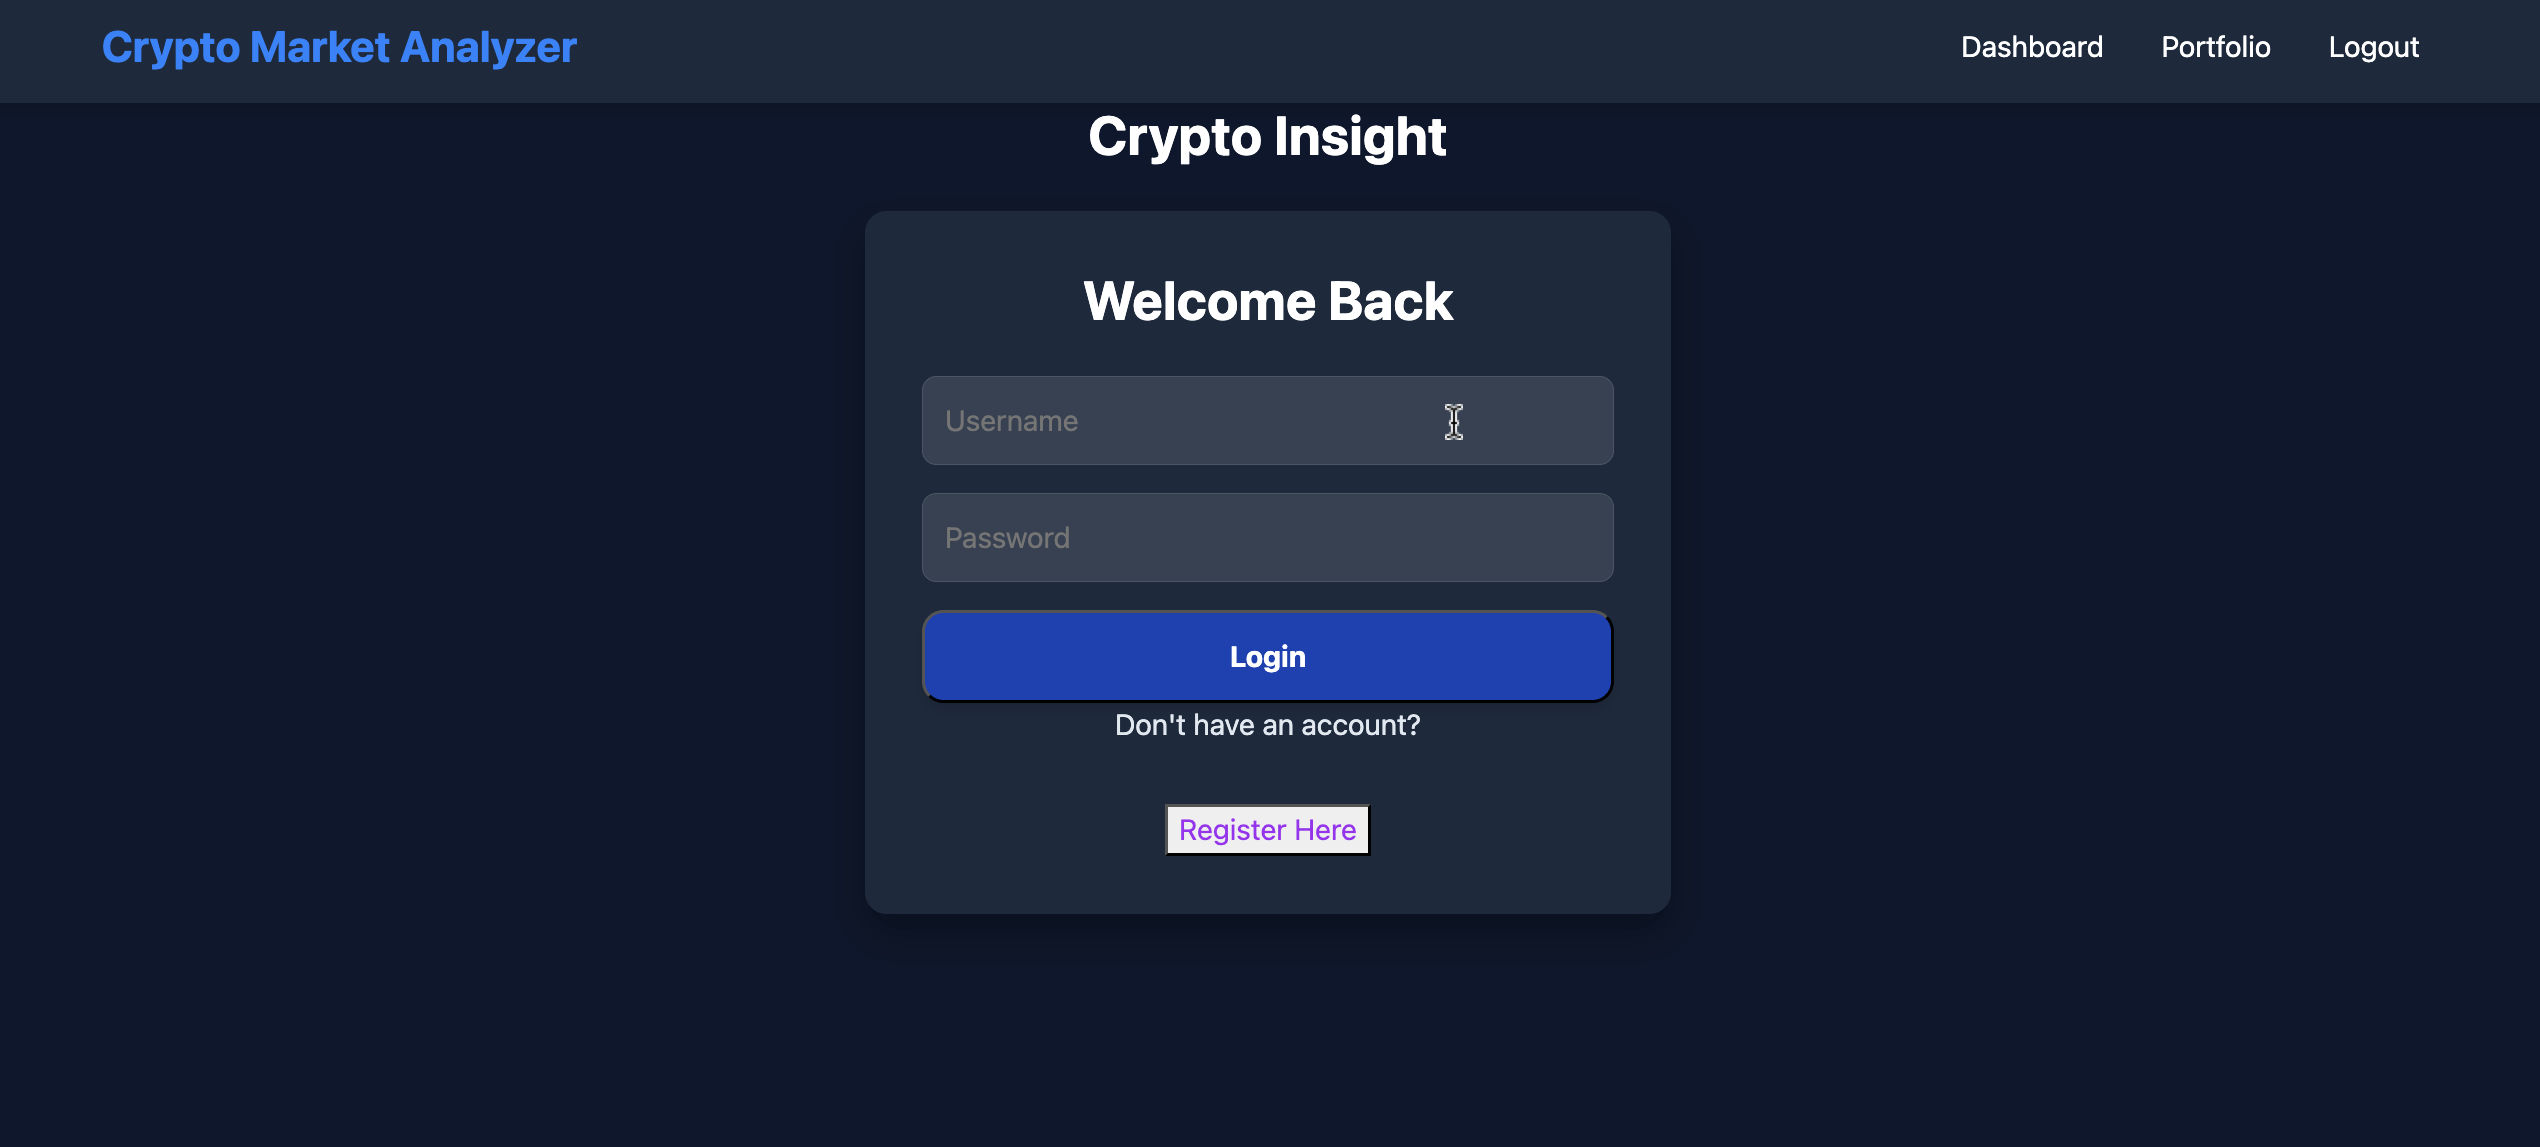 Crypto Market Analyzer
Dashboard Portfolio Logout
Crypto Insight
Welcome Back
Username
Password
Login
Don't have an account?
Register Here